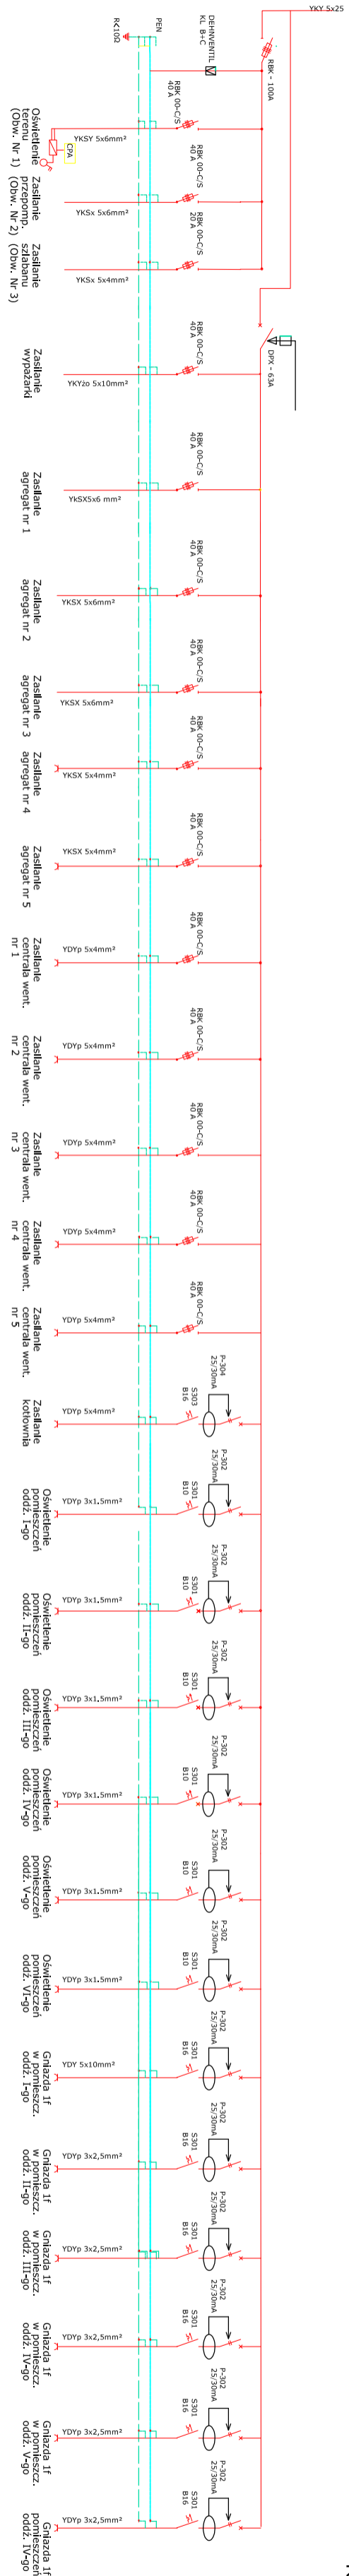 YKY 5x25
RBK - 100A
PEN
R<10Ω
DEHNVENTIL
KL B+C
RBK 00-C/S
40 A
YKSY 5x6mm²
CPA
Oświetlenie
terenu
(Obw. Nr 1)
RBK 00-C/S
40 A
YKSx 5x6mm²
Zasilanie
przepomp.
(Obw. Nr 2)
RBK 00-C/S
20 A
YKSx 5x4mm²
Zasilanie
szlabanu
(Obw. Nr 3)
DPX - 63A
RBK 00-C/S
40 A
YKYżo 5x10mm²
Zasilanie
wypażarki
RBK 00-C/S
40 A
YkSX5x6 mm²
Zasilanie
agregat nr 1
RBK 00-C/S
40 A
YKSX 5x6mm²
Zasilanie
agregat nr 2
RBK 00-C/S
40 A
YKSX 5x6mm²
Zasilanie
agregat nr 3
RBK 00-C/S
40 A
YKSX 5x4mm²
Zasilanie
agregat nr 4
RBK 00-C/S
40 A
YKSX 5x4mm²
Zasilanie
agregat nr 5
RBK 00-C/S
40 A
YDYp 5x4mm²
Zasilanie
centrala went.
nr 1
RBK 00-C/S
40 A
YDYp 5x4mm²
Zasilanie
centrala went.
nr 2
RBK 00-C/S
40 A
YDYp 5x4mm²
Zasilanie
centrala went.
nr 3
RBK 00-C/S
40 A
YDYp 5x4mm²
Zasilanie
centrala went.
nr 4
RBK 00-C/S
40 A
YDYp 5x4mm²
Zasilanie
centrala went.
nr 5
P-304
25/30mA
S303
B16
YDYp 5x4mm²
Zasilanie
kotłownia
P-302
25/30mA
S301
B10
YDYp 3x1.5mm²
Oświetlenie
pomieszczeń
oddź. I-go
P-302
25/30mA
S301
B10
YDYp 3x1.5mm²
Oświetlenie
pomieszczeń
oddź. II-go
P-302
25/30mA
S301
B10
YDYp 3x1.5mm²
Oświetlenie
pomieszczeń
oddź. III-go
P-302
25/30mA
S301
B10
YDYp 3x1.5mm²
Oświetlenie
pomieszczeń
oddź. IV-go
P-302
25/30mA
S301
B10
YDYp 3x1.5mm²
Oświetlenie
pomieszczeń
oddź. V-go
P-302
25/30mA
S301
B10
YDYp 3x1.5mm²
Oświetlenie
pomieszczeń
oddź. VI-go
P-302
25/30mA
S301
B16
YDY 5x10mm²
Gniazda 1f
w pomieszcz.
oddź. I-go
P-302
25/30mA
S301
B16
YDYp 3x2,5mm²
Gniazda 1f
w pomieszcz.
oddź. II-go
P-302
25/30mA
S301
B16
YDYp 3x2,5mm²
Gniazda 1f
w pomieszcz.
oddź. III-go
P-302
25/30mA
S301
B16
YDYp 3x2,5mm²
Gniazda 1f
w pomieszcz.
oddź. IV-go
P-302
25/30mA
S301
B16
YDYp 3x2,5mm²
Gniazda 1f
w pomieszcz.
oddź. V-go
P-302
25/30mA
S301
B16
YDYp 3x2,5mm²
Gniazda 1f
pomieszczeń
oddź. IV-go